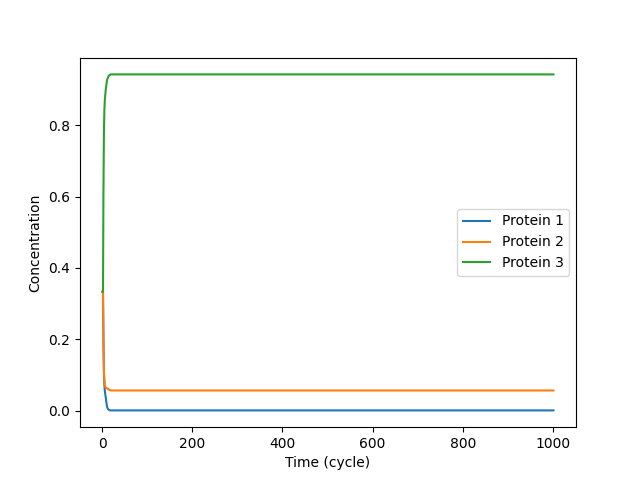 0.8
0.6
0.4
0.2
0.0
Concentration
0 200 400 600 800 1000
Time (cycle)
Protein 1
Protein 2
Protein 3